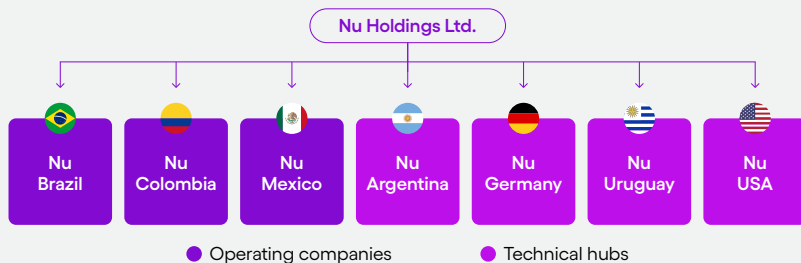 Nu Holdings Ltd.
Nu
Brazil
Nu
Colombia
Nu
Mexico
Nu
Argentina
Nu
Germany
Nu
Uruguay
Nu
USA
Operating companies
Technical hubs